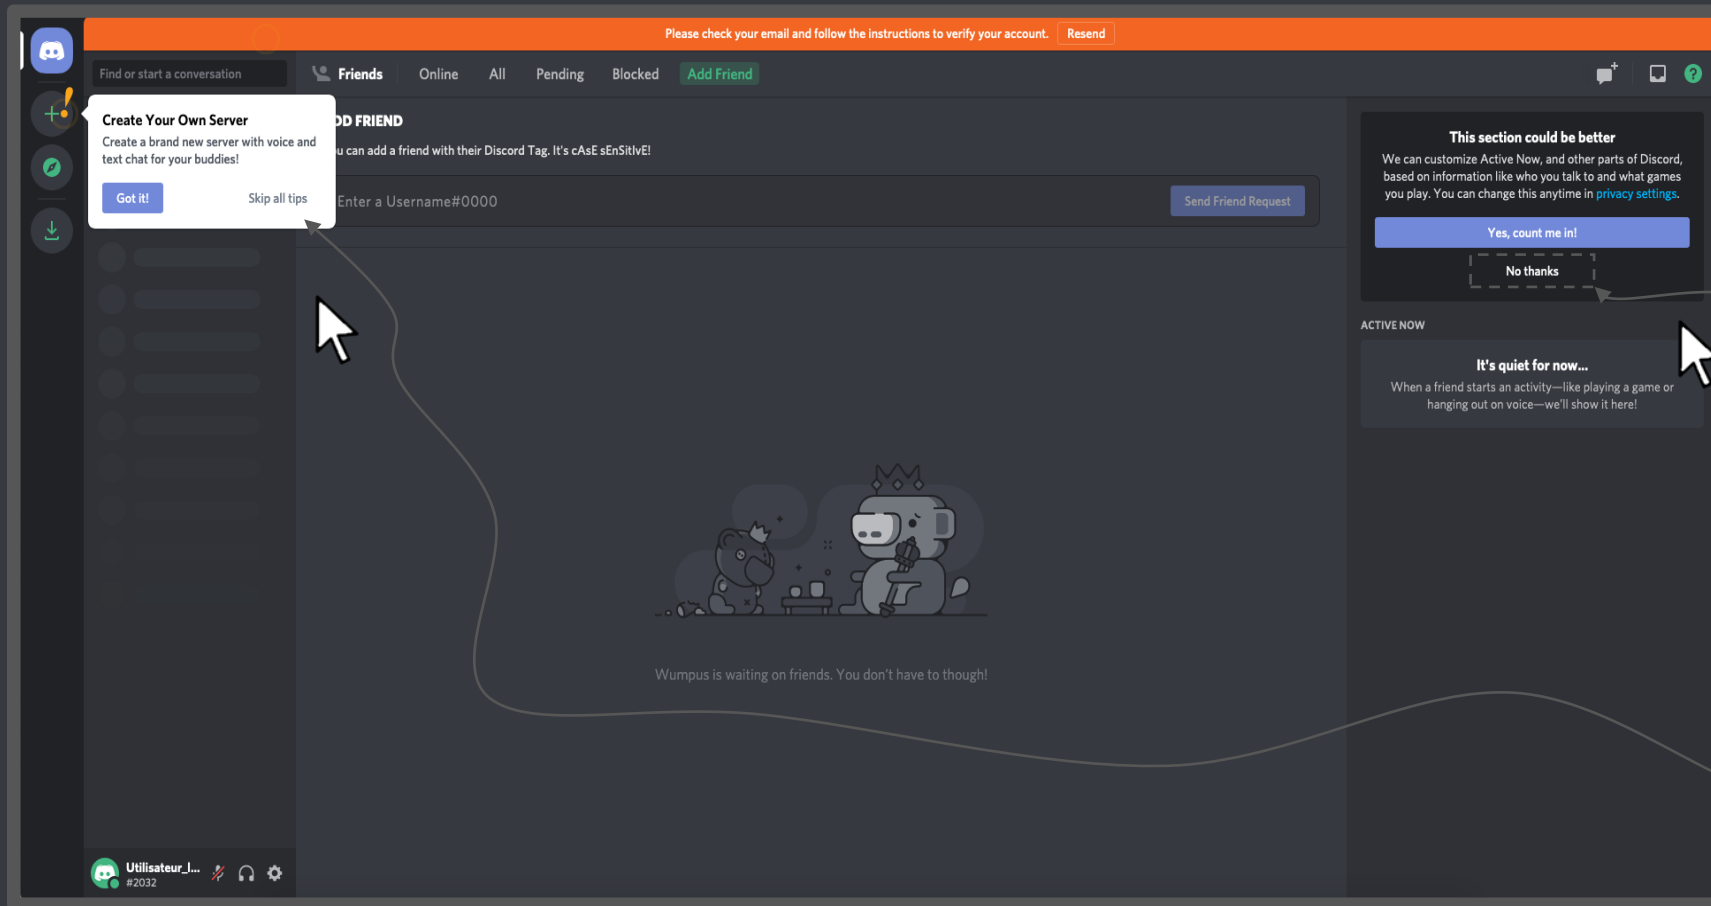 Please check your email and follow the instructions to verify your account.
Resend
Find or start a conversation
Friends
Online
All
Pending
Blocked
Add Friend
Create Your Own Server
Create a brand new server with voice and
text chat for your buddies!
Got it!
Skip all tips
DD FRIEND
u can add a friend with their Discord Tag. It's cAsE sEnSitIvE!
Enter a Username#0000
Send Friend Request
This section could be better
We can customize Active Now, and other parts of Discord,
based on information like who you talk to and what games
you play. You can change this anytime in privacy settings.
Yes, count me in!
No thanks
ACTIVE NOW
It's quiet for now...
When a friend starts an activity—like playing a game or
hanging out on voice—we'll show it here!
Wumpus is waiting on friends. You don't have to though!
Utilisateur_l...
#2032